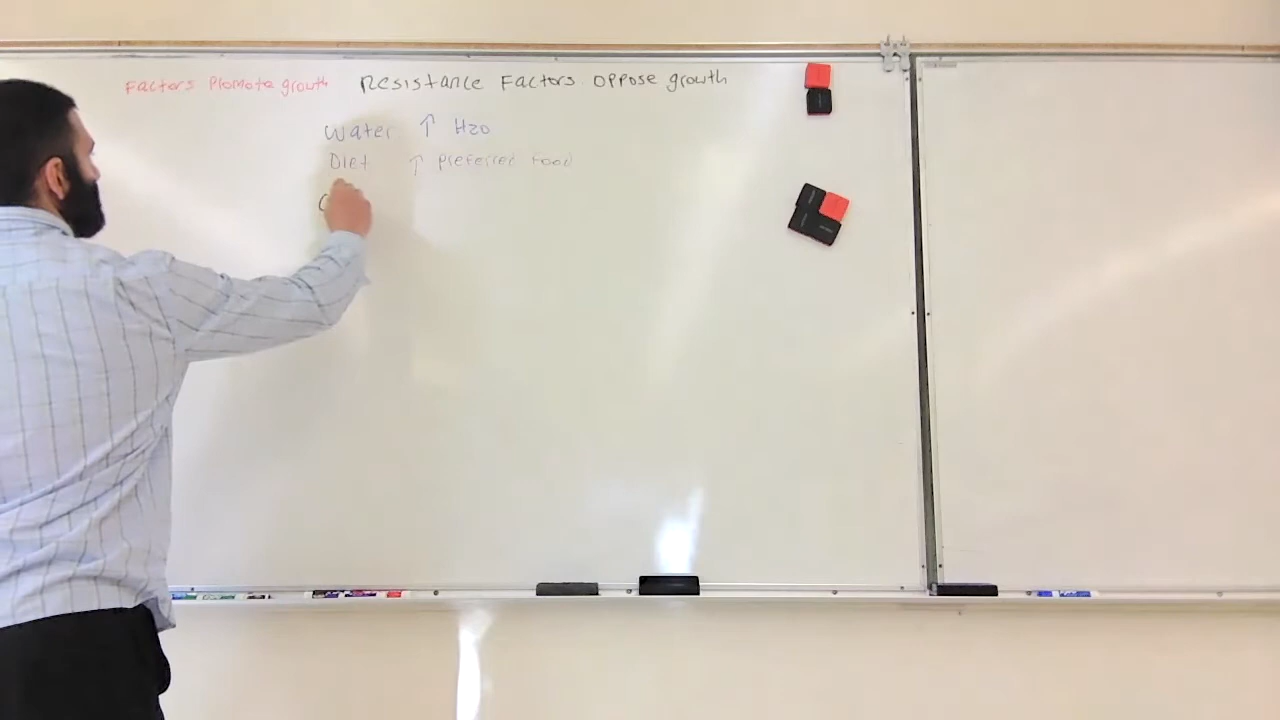 Factors Promote growth Resistance Factors oppose growth
Water ↑ H2O
Diet ↑ Preferred Food
C